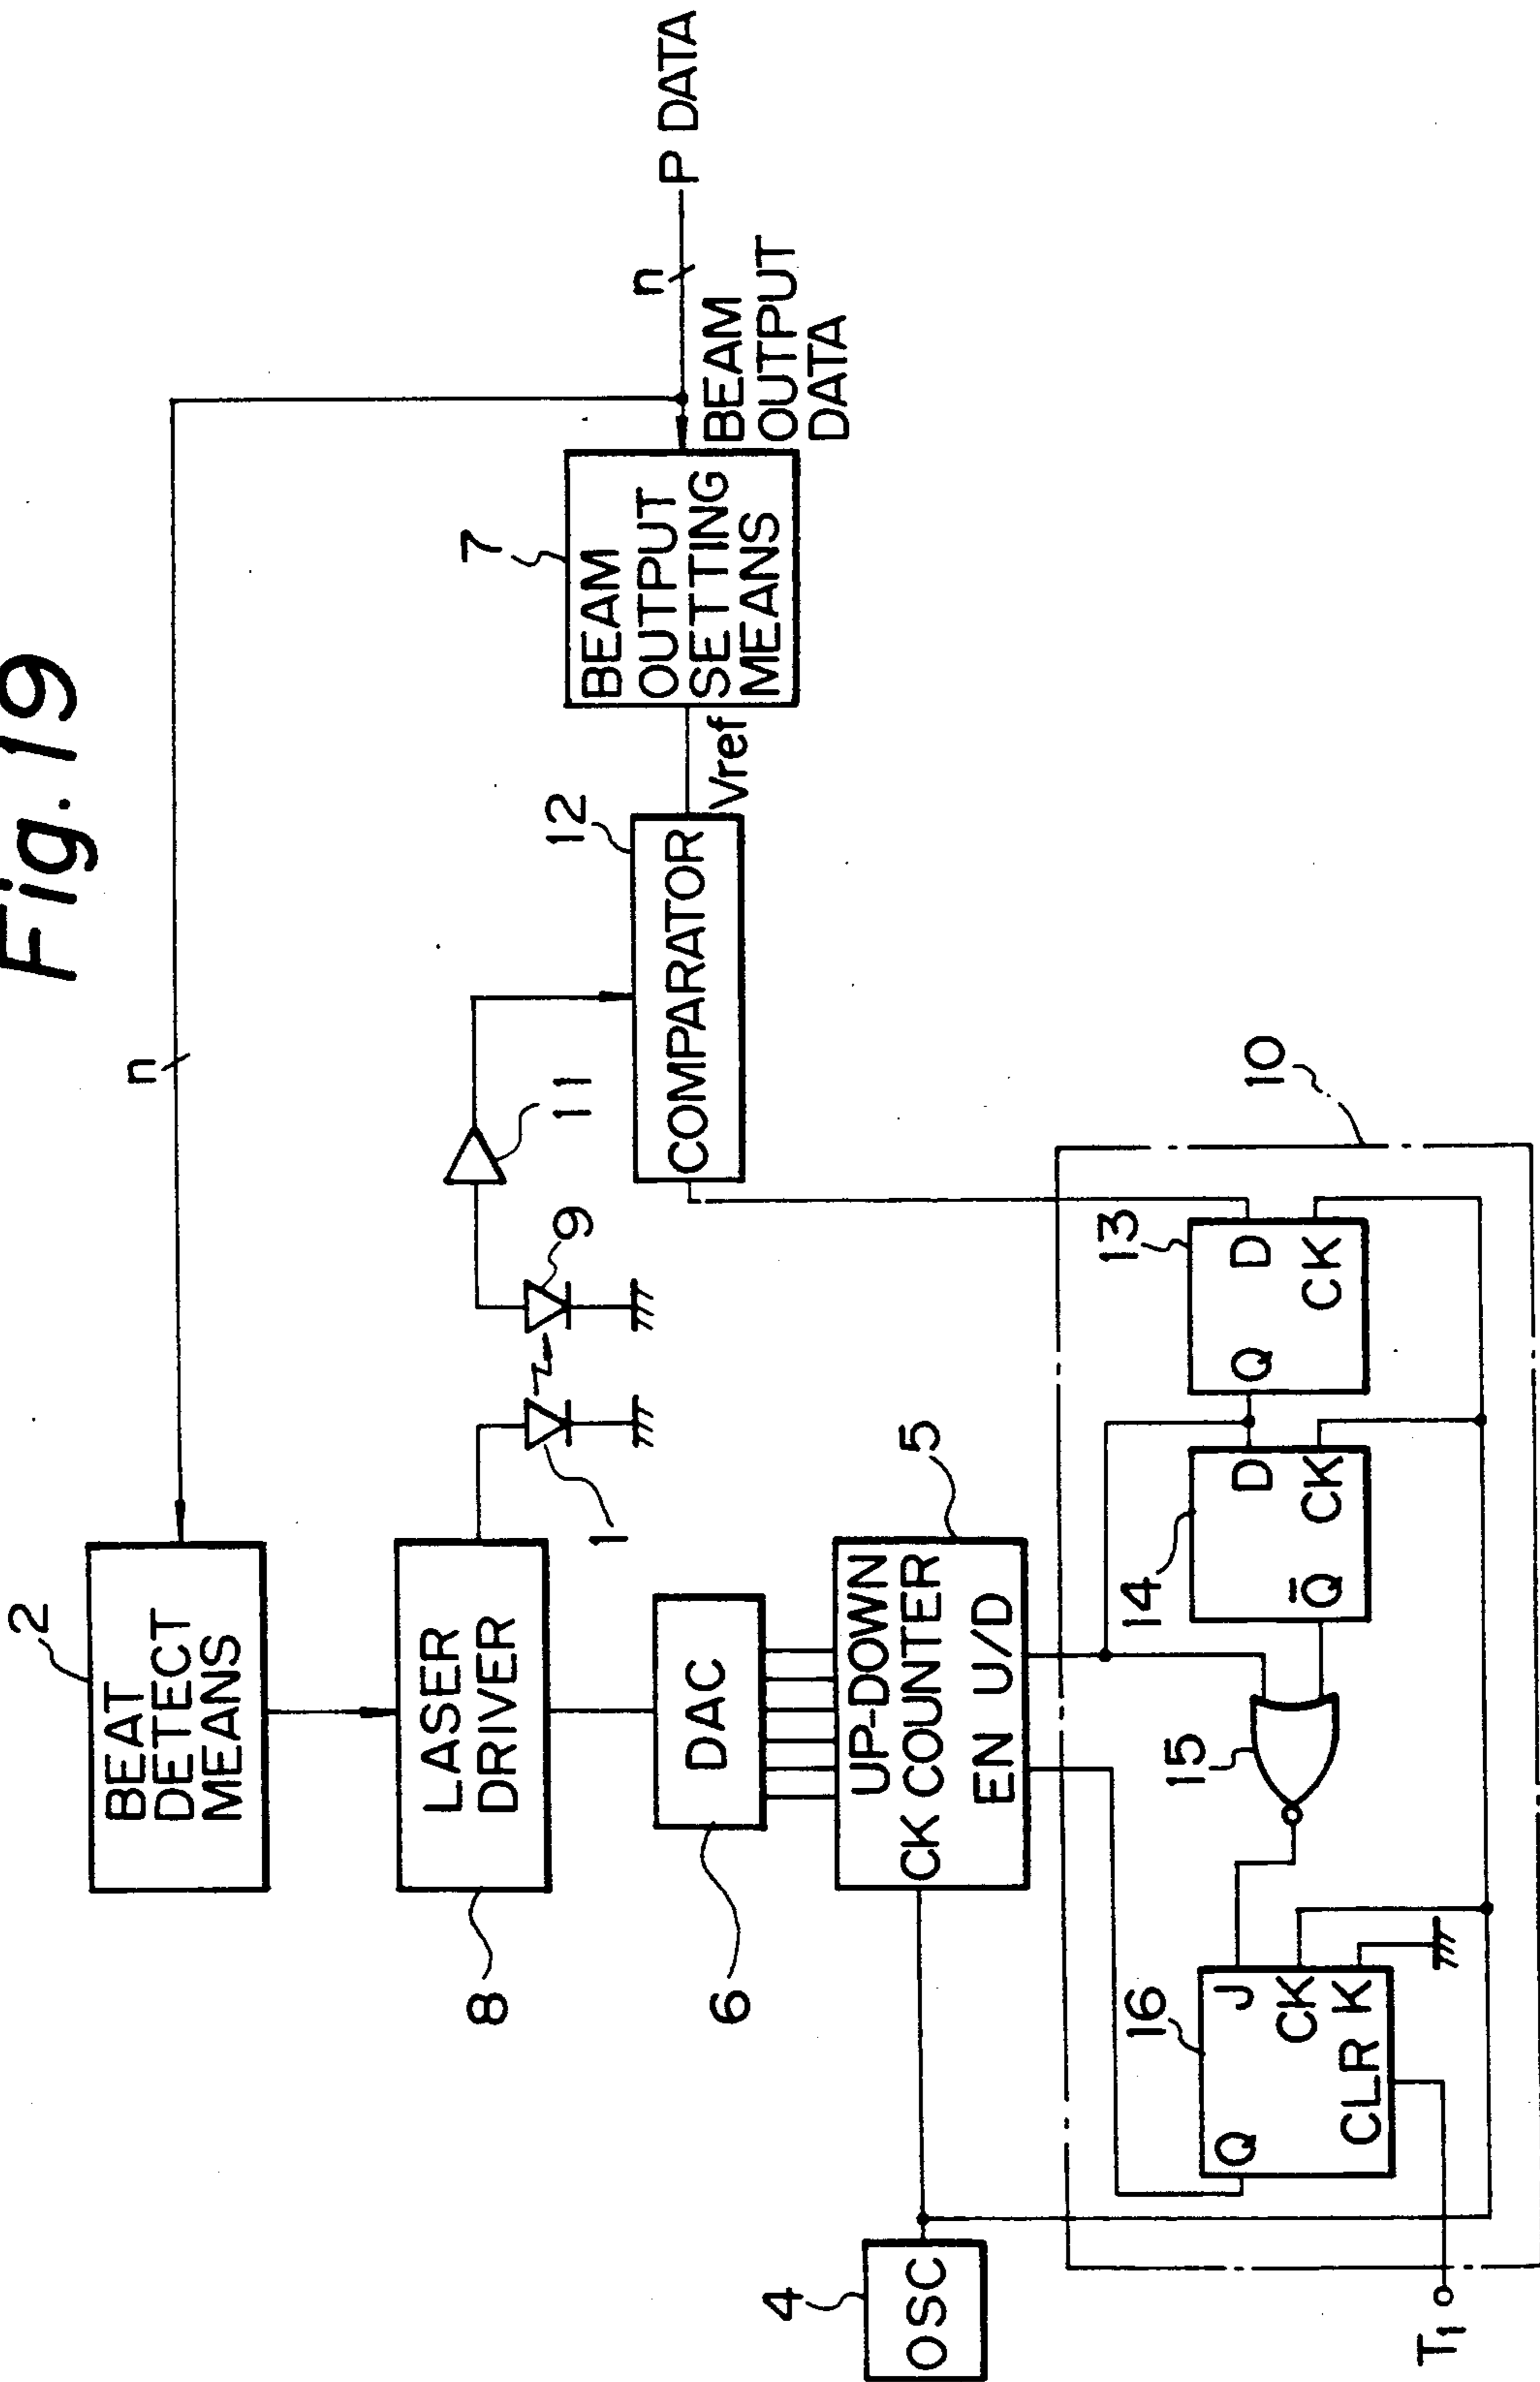 Fig. 19
2
BEAT
DETECT
MEANS
n
8
LASER
DRIVER
1
9
11
6
DAC
12
COMPARATOR
Vref
7
BEAM
OUTPUT
SETTING
MEANS
n
P DATA
BEAM
OUTPUT
DATA
4
OSC
5
UP-DOWN
CK COUNTER
EN U/D
10
16
Q
J
CK
K
CLR
15
14
D
CK
Q̄
13
Q
D
CK
T1